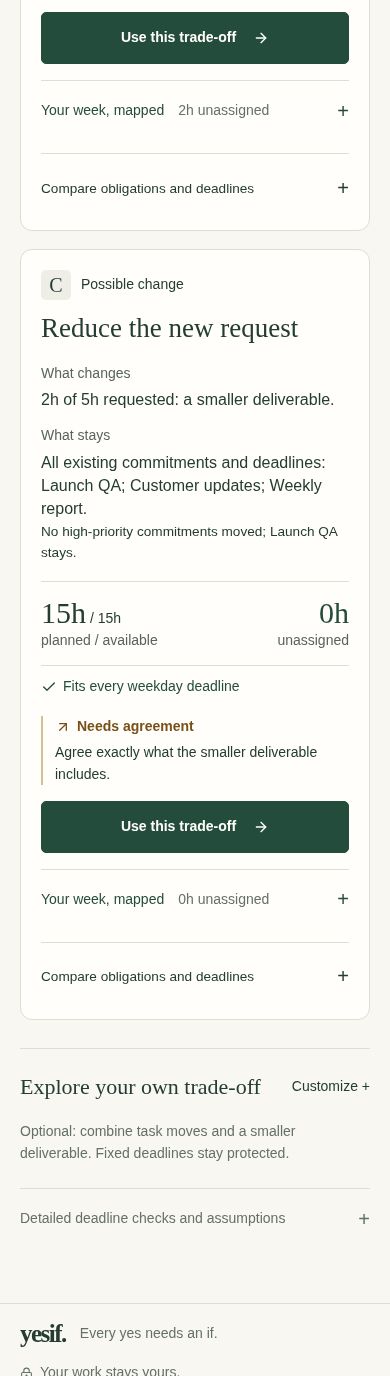 Use this trade-off →
Your week, mapped 2h unassigned +
Compare obligations and deadlines +
C Possible change
Reduce the new request
What changes
2h of 5h requested: a smaller deliverable.
What stays
All existing commitments and deadlines:
Launch QA; Customer updates; Weekly
report.
No high-priority commitments moved; Launch QA
stays.
15h / 15h 0h
planned / available unassigned
Fits every weekday deadline
Needs agreement
Agree exactly what the smaller deliverable
includes.
Use this trade-off →
Your week, mapped 0h unassigned +
Compare obligations and deadlines +
Explore your own trade-off Customize +
Optional: combine task moves and a smaller
deliverable. Fixed deadlines stay protected.
Detailed deadline checks and assumptions +
yesif. Every yes needs an if.
Your work stays yours.